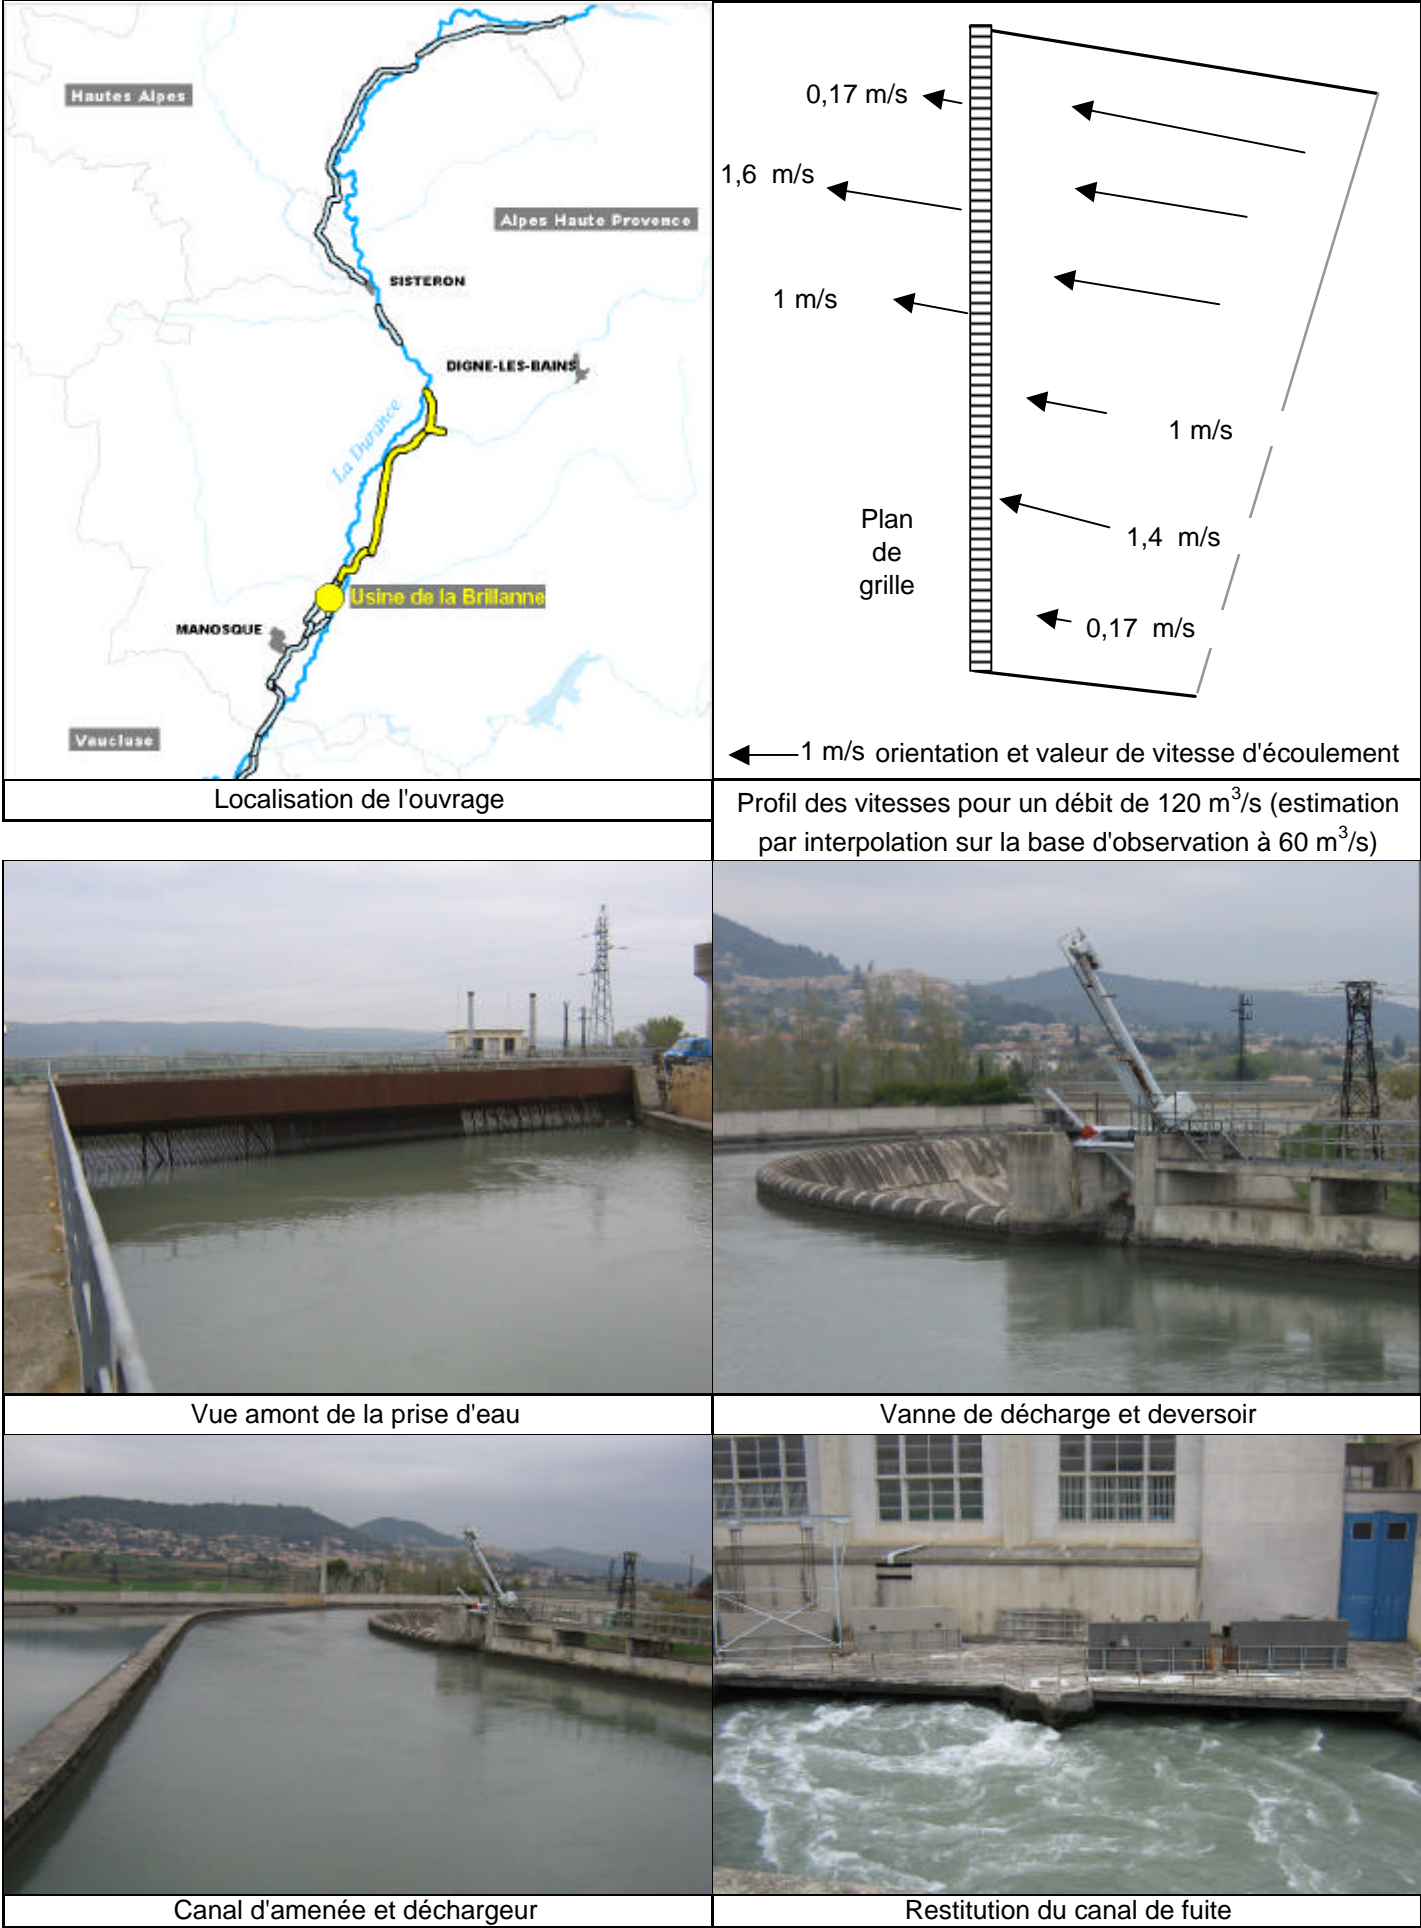 Hautes Alpes
Alpes Haute Provence
SISTERON
DIGNE-LES-BAINS
La Durance
Usine de la Brillanne
MANOSQUE
Vaucluse
0,17 m/s
1,6 m/s
1 m/s
1 m/s
Plan
de
grille
1,4 m/s
0,17 m/s
1 m/s orientation et valeur de vitesse d'écoulement
Localisation de l'ouvrage
Profil des vitesses pour un débit de 120 m³/s (estimation
par interpolation sur la base d'observation à 60 m³/s)
Vue amont de la prise d'eau
Vanne de décharge et deversoir
Canal d'amenée et déchargeur
Restitution du canal de fuite